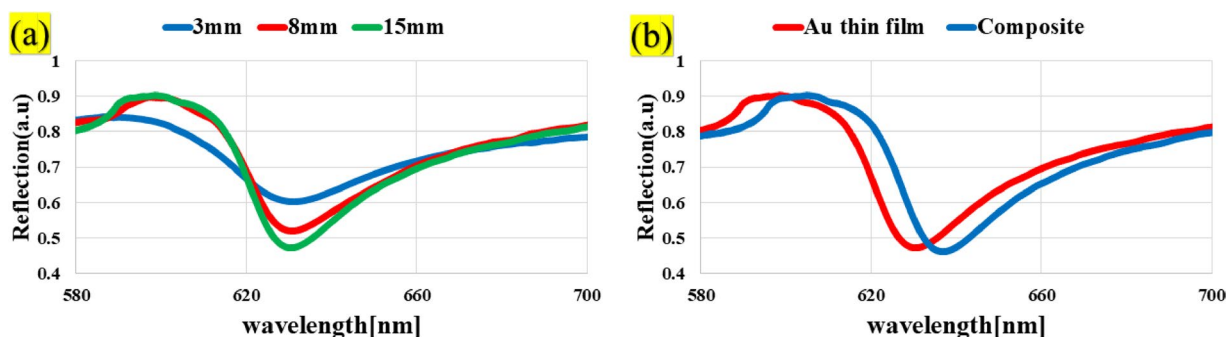 (a)
3mm 8mm 15mm
1
0.9
0.8
0.7
0.6
0.5
0.4
Reflection(a.u)
580 620 660 700
wavelength[nm]
(b)
Au thin film Composite
1
0.9
0.8
0.7
0.6
0.5
0.4
Reflection(a.u)
580 620 660 700
wavelength[nm]